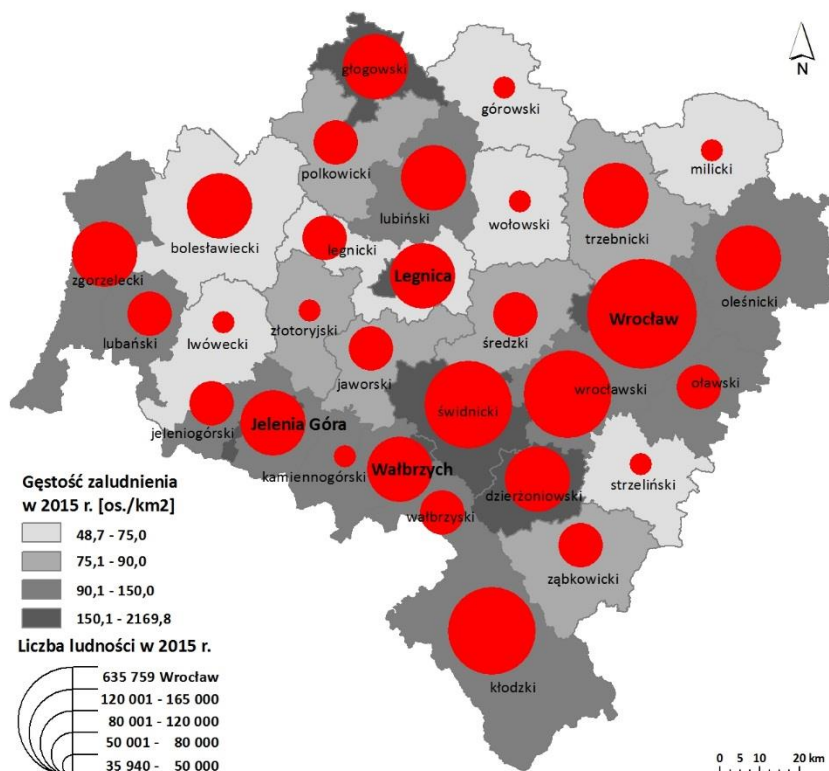 N
głogowski
górowski
milicki
polkowicki
lubiński
wołowski
trzebnicki
bolesławiecki
legnicki
zgorzelecki
Legnica
oleśnicki
Wrocław
lubański
lwówecki
złotoryjski
średzki
jaworski
wrocławski
oławski
świdnicki
jeleniogórski
Jelenia Góra
kamiennogórski
Wałbrzych
dzierżoniowski
strzeliński
wałbrzyski
ząbkowicki
kłodzki
Gęstość zaludnienia
w 2015 r. [os./km2]
48,7 - 75,0
75,1 - 90,0
90,1 - 150,0
150,1 - 2169,8
Liczba ludności w 2015 r.
635 759 Wrocław
120 001 - 165 000
80 001 - 120 000
50 001 - 80 000
35 940 - 50 000
0 5 10 20 km